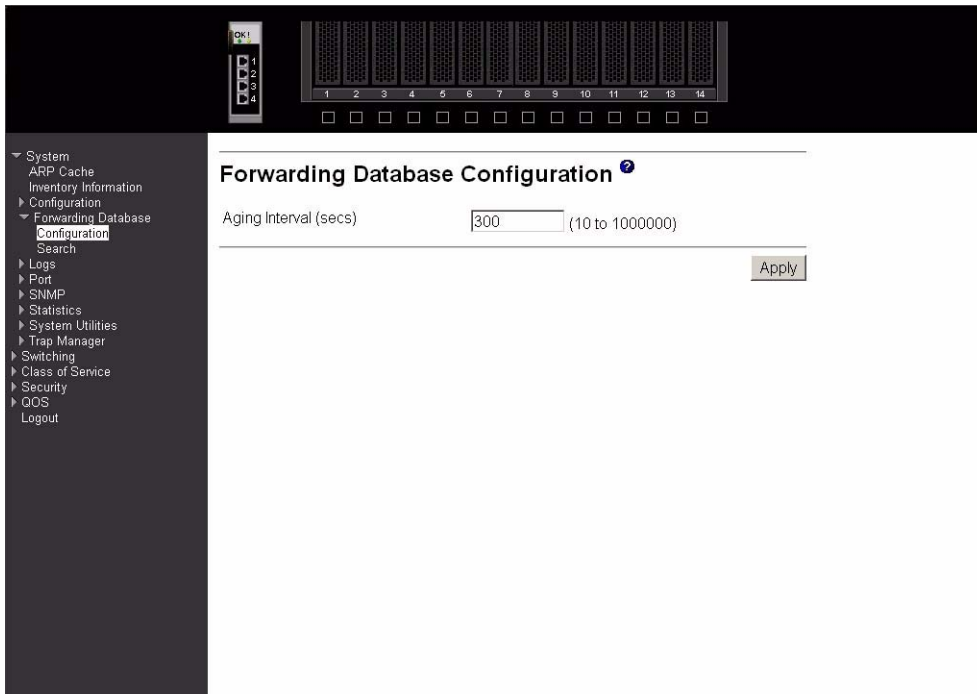 OK!
1
2
3
4
1 2 3 4 5 6 7 8 9 10 11 12 13 14
System
ARP Cache
Inventory Information
Configuration
Forwarding Database
Configuration
Search
Logs
Port
SNMP
Statistics
System Utilities
Trap Manager
Switching
Class of Service
Security
QOS
Logout
Forwarding Database Configuration ?
Aging Interval (secs) 300 (10 to 1000000)
Apply